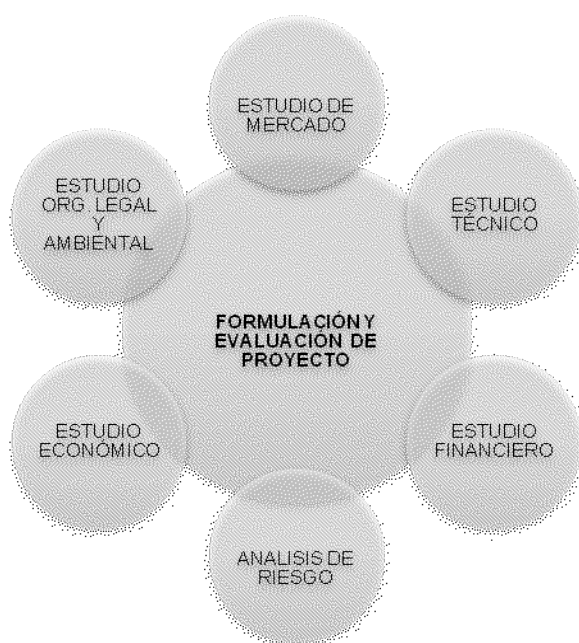 ESTUDIO DE
MERCADO
ESTUDIO
TÉCNICO
ESTUDIO
FINANCIERO
ANALISIS DE
RIESGO
ESTUDIO
ECONÓMICO
ESTUDIO
ORG. LEGAL
Y
AMBIENTAL
FORMULACIÓN Y
EVALUACIÓN DE
PROYECTO